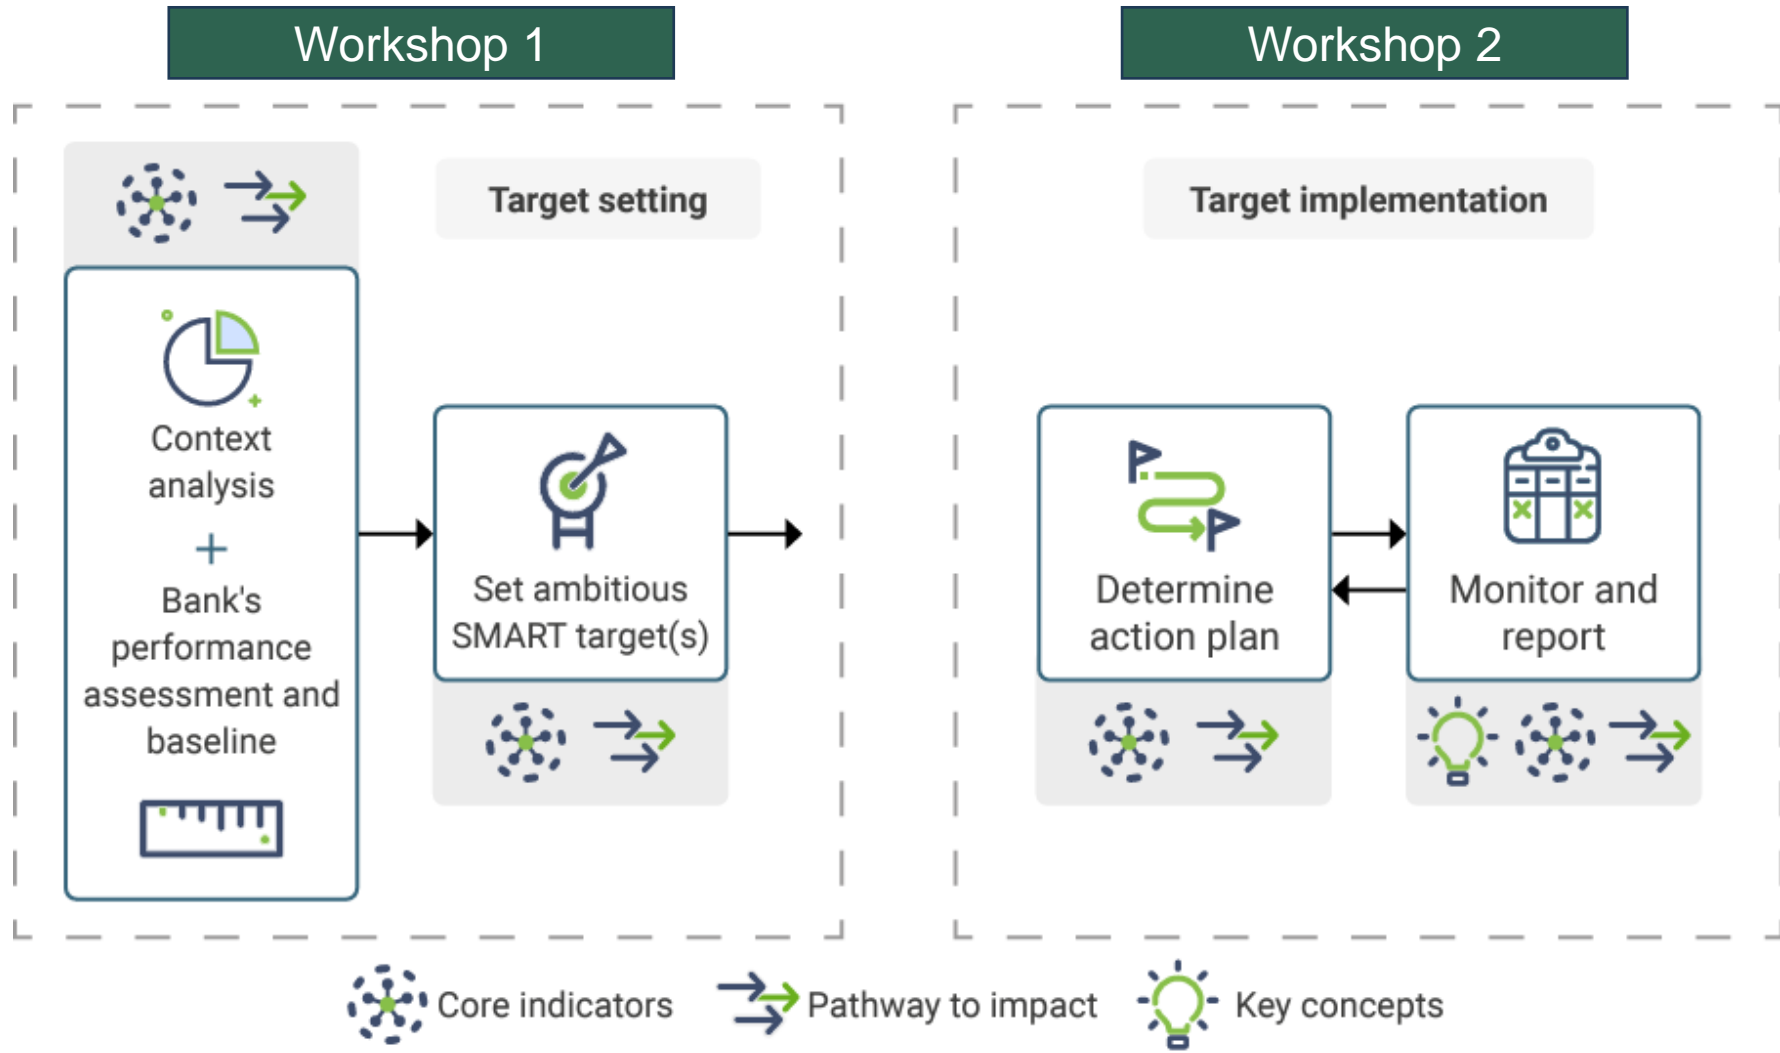 Workshop 1
Target setting
Context
analysis
+
Bank's
performance
assessment and
baseline
Set ambitious
SMART target(s)
Workshop 2
Target implementation
Determine
action plan
Monitor and
report
Core indicators
Pathway to impact
Key concepts